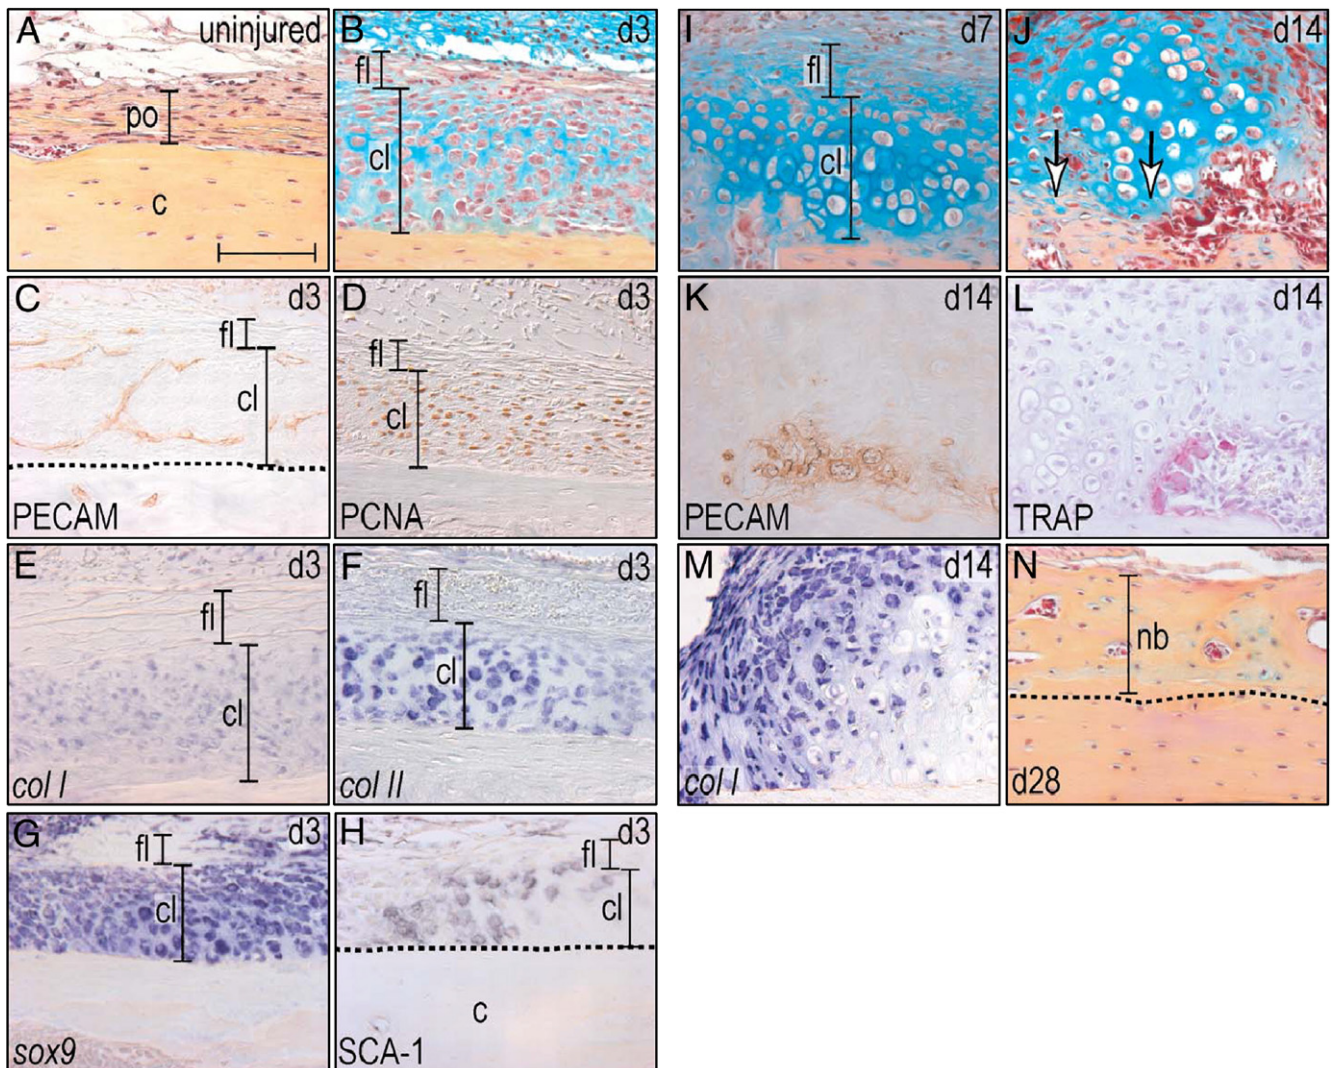 A
uninjured
po
c
B
d3
fl
cl
C
d3
fl
cl
PECAM
D
d3
fl
cl
PCNA
E
d3
fl
cl
col I
F
d3
fl
cl
col II
G
d3
fl
cl
sox9
H
d3
fl
cl
c
SCA-1
I
d7
fl
cl
J
d14
K
d14
PECAM
L
d14
TRAP
M
d14
col I
N
nb
d28